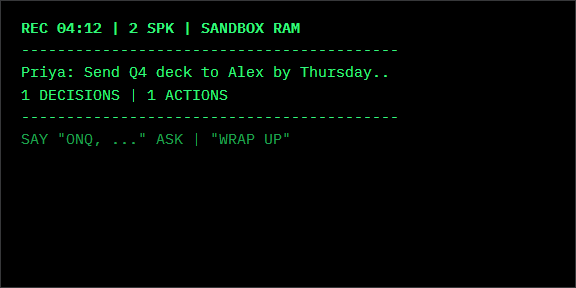 REC 04:12 | 2 SPK | SANDBOX RAM
------------------------------------------
Priya: Send Q4 deck to Alex by Thursday..
1 DECISIONS | 1 ACTIONS
------------------------------------------
SAY "ONQ, ..." ASK | "WRAP UP"